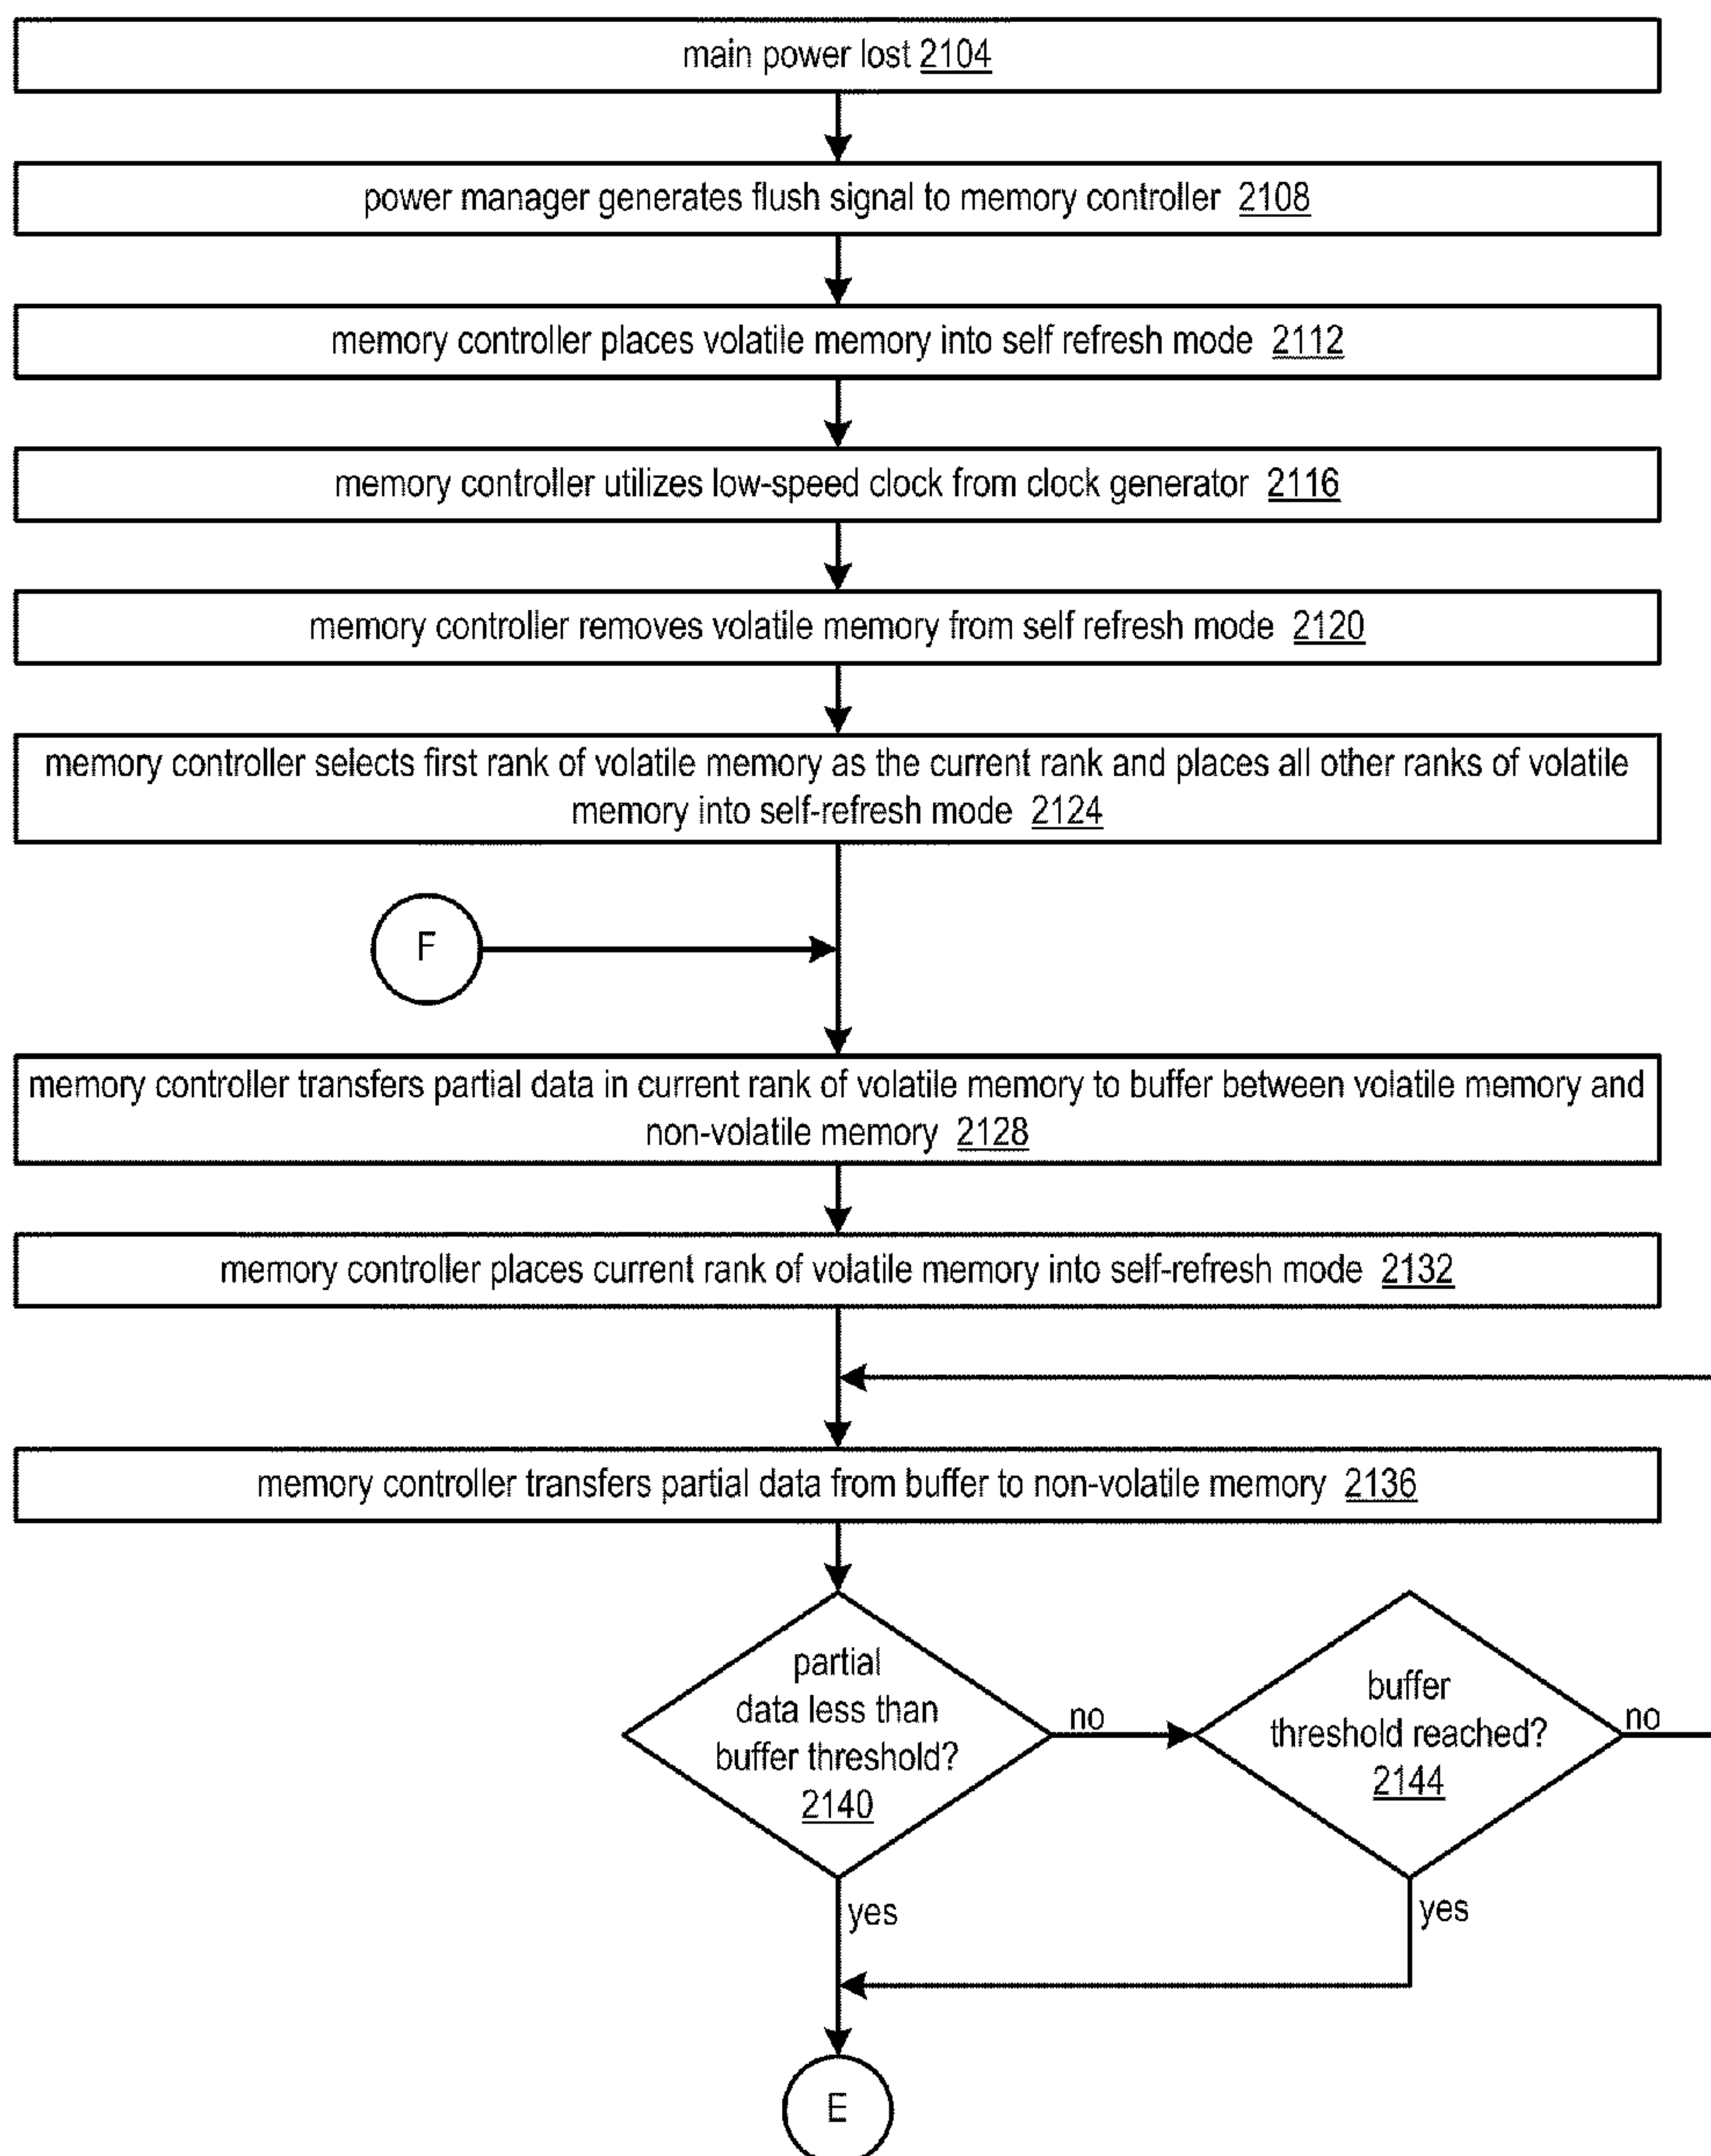 main power lost 2104
power manager generates flush signal to memory controller 2108
memory controller places volatile memory into self refresh mode 2112
memory controller utilizes low-speed clock from clock generator 2116
memory controller removes volatile memory from self refresh mode 2120
memory controller selects first rank of volatile memory as the current rank and places all other ranks of volatile
memory into self-refresh mode 2124
F
memory controller transfers partial data in current rank of volatile memory to buffer between volatile memory and
non-volatile memory 2128
memory controller places current rank of volatile memory into self-refresh mode 2132
memory controller transfers partial data from buffer to non-volatile memory 2136
partial
data less than
buffer threshold?
2140
no
buffer
threshold reached?
2144
no
yes
yes
E